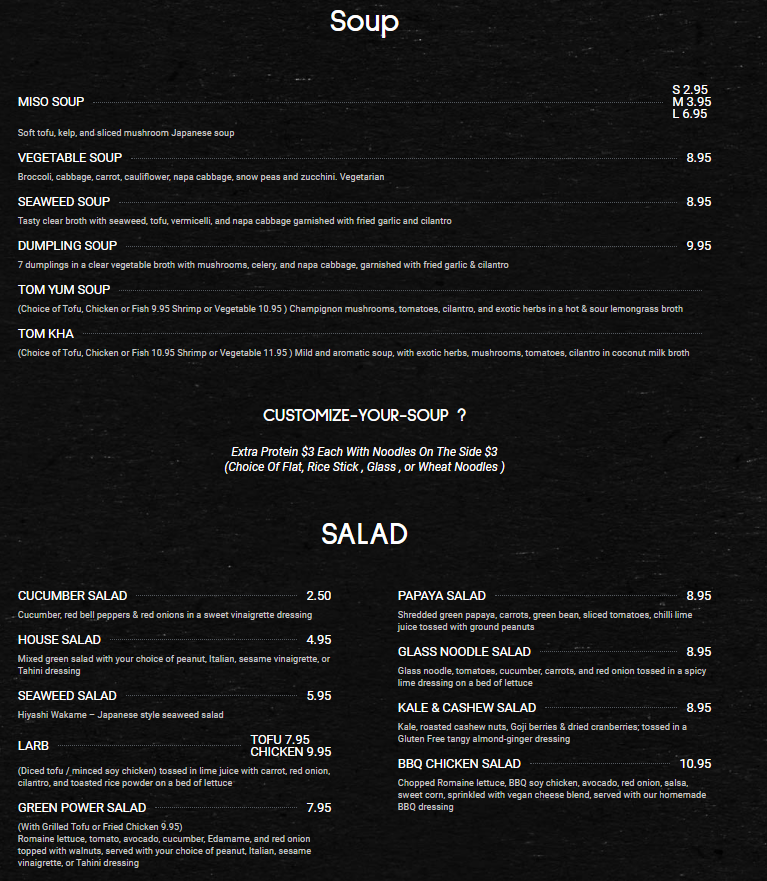 Soup
MISO SOUP
S 2.95
M 3.95
L 6.95
Soft tofu, kelp, and sliced mushroom Japanese soup
VEGETABLE SOUP 8.95
Broccoli, cabbage, carrot, cauliflower, napa cabbage, snow peas and zucchini. Vegetarian
SEAWEED SOUP 8.95
Tasty clear broth with seaweed, tofu, vermicelli, and napa cabbage garnished with fried garlic and cilantro
DUMPLING SOUP 9.95
7 dumplings in a clear vegetable broth with mushrooms, celery, and napa cabbage, garnished with fried garlic & cilantro
TOM YUM SOUP
(Choice of Tofu, Chicken or Fish 9.95 Shrimp or Vegetable 10.95 ) Champignon mushrooms, tomatoes, cilantro, and exotic herbs in a hot & sour lemongrass broth
TOM KHA
(Choice of Tofu, Chicken or Fish 10.95 Shrimp or Vegetable 11.95 ) Mild and aromatic soup, with exotic herbs, mushrooms, tomatoes, cilantro in coconut milk broth
CUSTOMIZE-YOUR-SOUP ?
Extra Protein $3 Each With Noodles On The Side $3
(Choice Of Flat, Rice Stick , Glass , or Wheat Noodles )
SALAD
CUCUMBER SALAD 2.50
Cucumber, red bell peppers & red onions in a sweet vinaigrette dressing
HOUSE SALAD 4.95
Mixed green salad with your choice of peanut, Italian, sesame vinaigrette, or
Tahini dressing
SEAWEED SALAD 5.95
Hiyashi Wakame – Japanese style seaweed salad
LARB
TOFU 7.95
CHICKEN 9.95
(Diced tofu / minced soy chicken) tossed in lime juice with carrot, red onion,
cilantro, and toasted rice powder on a bed of lettuce
GREEN POWER SALAD 7.95
(With Grilled Tofu or Fried Chicken 9.95)
Romaine lettuce, tomato, avocado, cucumber, Edamame, and red onion
topped with walnuts, served with your choice of peanut, Italian, sesame
vinaigrette, or Tahini dressing
PAPAYA SALAD 8.95
Shredded green papaya, carrots, green bean, sliced tomatoes, chilli lime
juice tossed with ground peanuts
GLASS NOODLE SALAD 8.95
Glass noodle, tomatoes, cucumber, carrots, and red onion tossed in a spicy
lime dressing on a bed of lettuce
KALE & CASHEW SALAD 8.95
Kale, roasted cashew nuts, Goji berries & dried cranberries; tossed in a
Gluten Free tangy almond-ginger dressing
BBQ CHICKEN SALAD 10.95
Chopped Romaine lettuce, BBQ soy chicken, avocado, red onion, salsa,
sweet corn, sprinkled with vegan cheese blend, served with our homemade
BBQ dressing